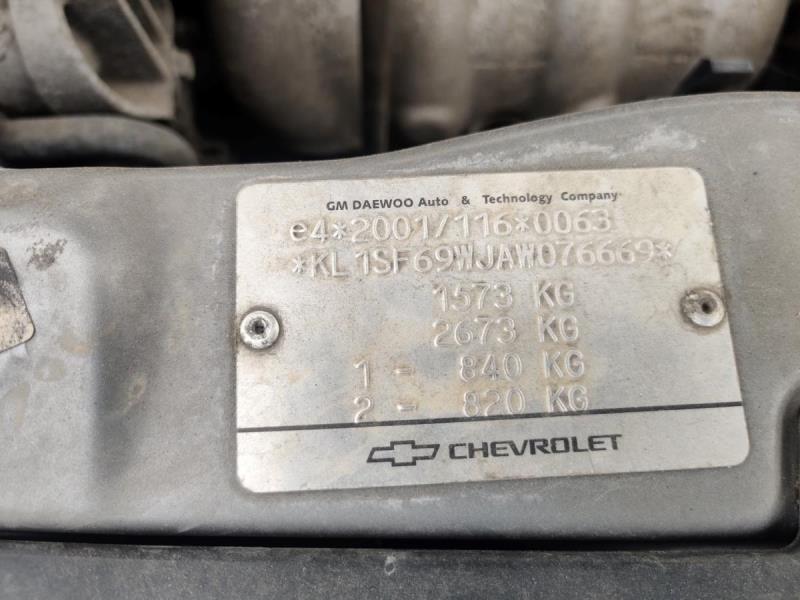 GM DAEWOO Auto & Technology Company
e4*2001/116*0063
*KL1SF69WJAW076669*
1573 KG
2673 KG
1 - 840 KG
2 - 820 KG
CHEVROLET